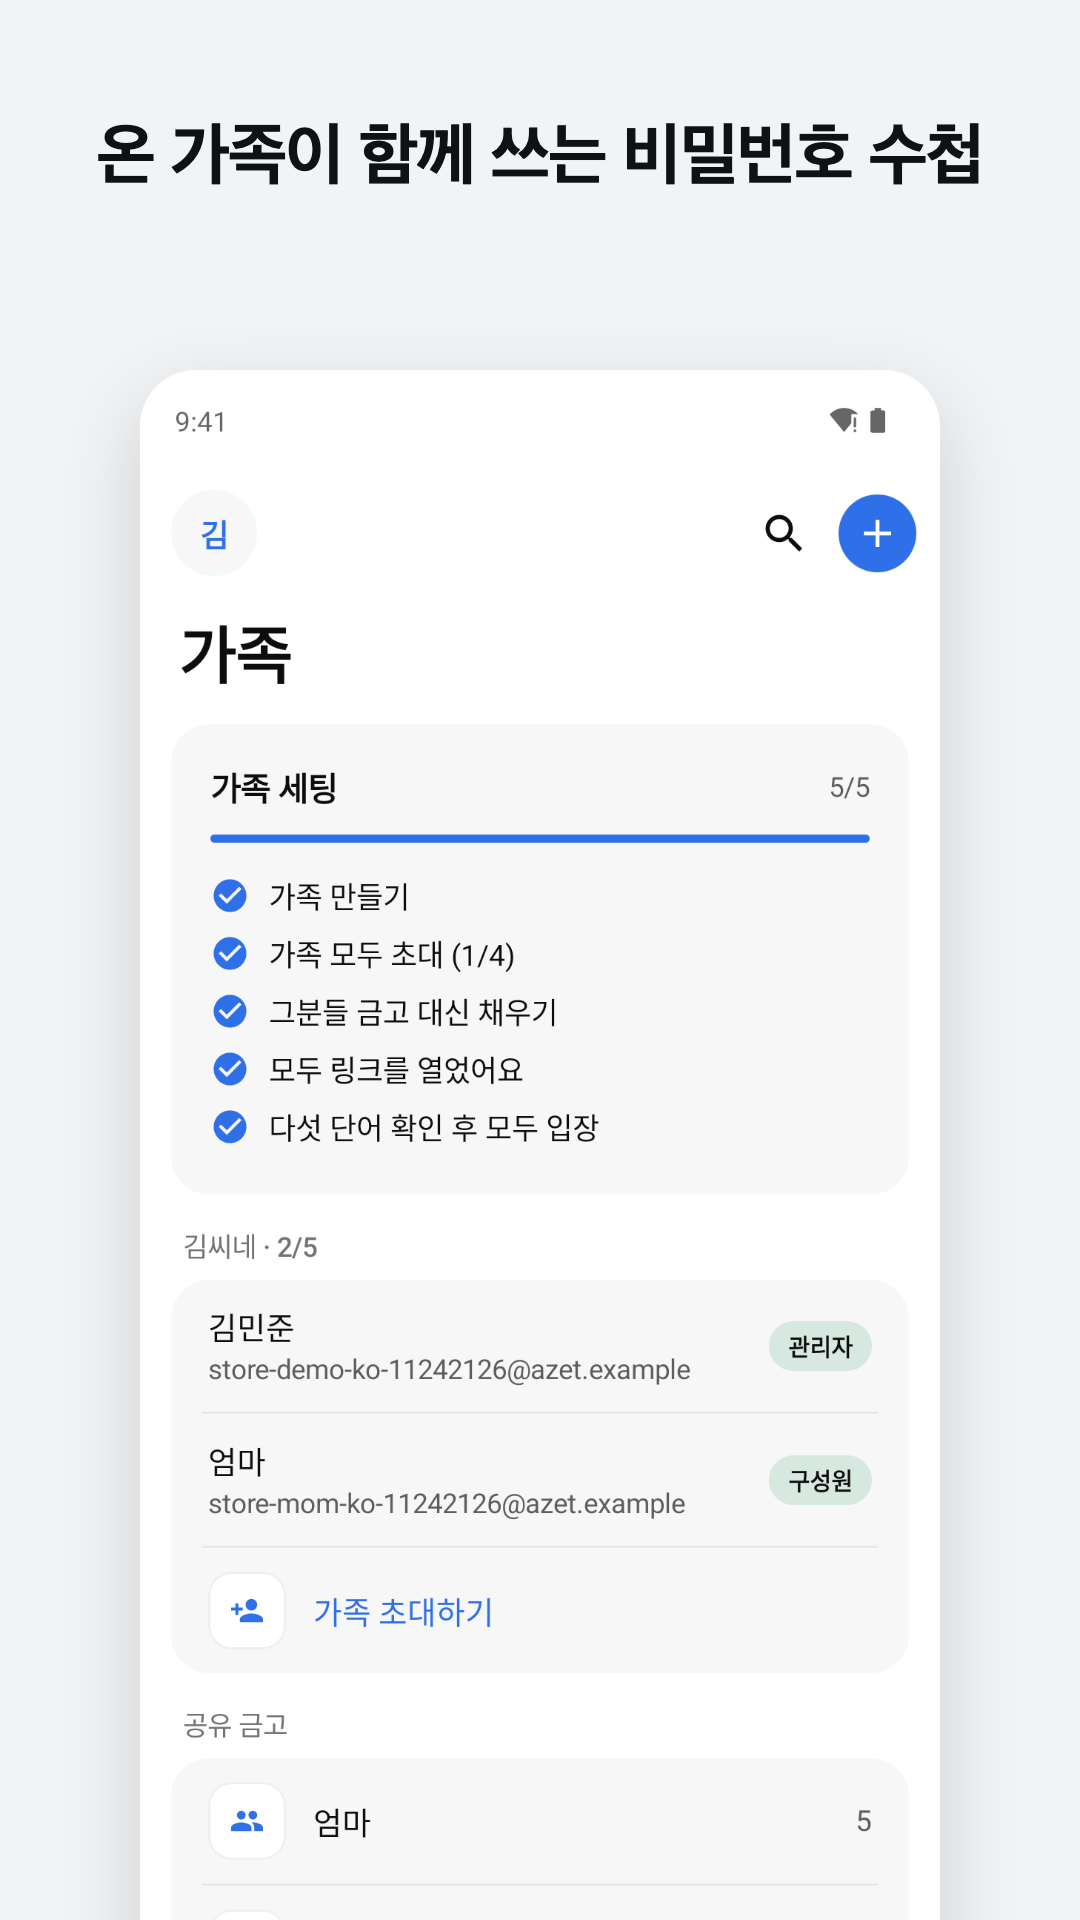 온 가족이 함께 쓰는 비밀번호 수첩
9:41
김
가족
가족 세팅
5/5
가족 만들기
가족 모두 초대 (1/4)
그분들 금고 대신 채우기
모두 링크를 열었어요
다섯 단어 확인 후 모두 입장
김씨네 · 2/5
김민준
관리자
store-demo-ko-11242126@azet.example
엄마
구성원
store-mom-ko-11242126@azet.example
가족 초대하기
공유 금고
엄마
5